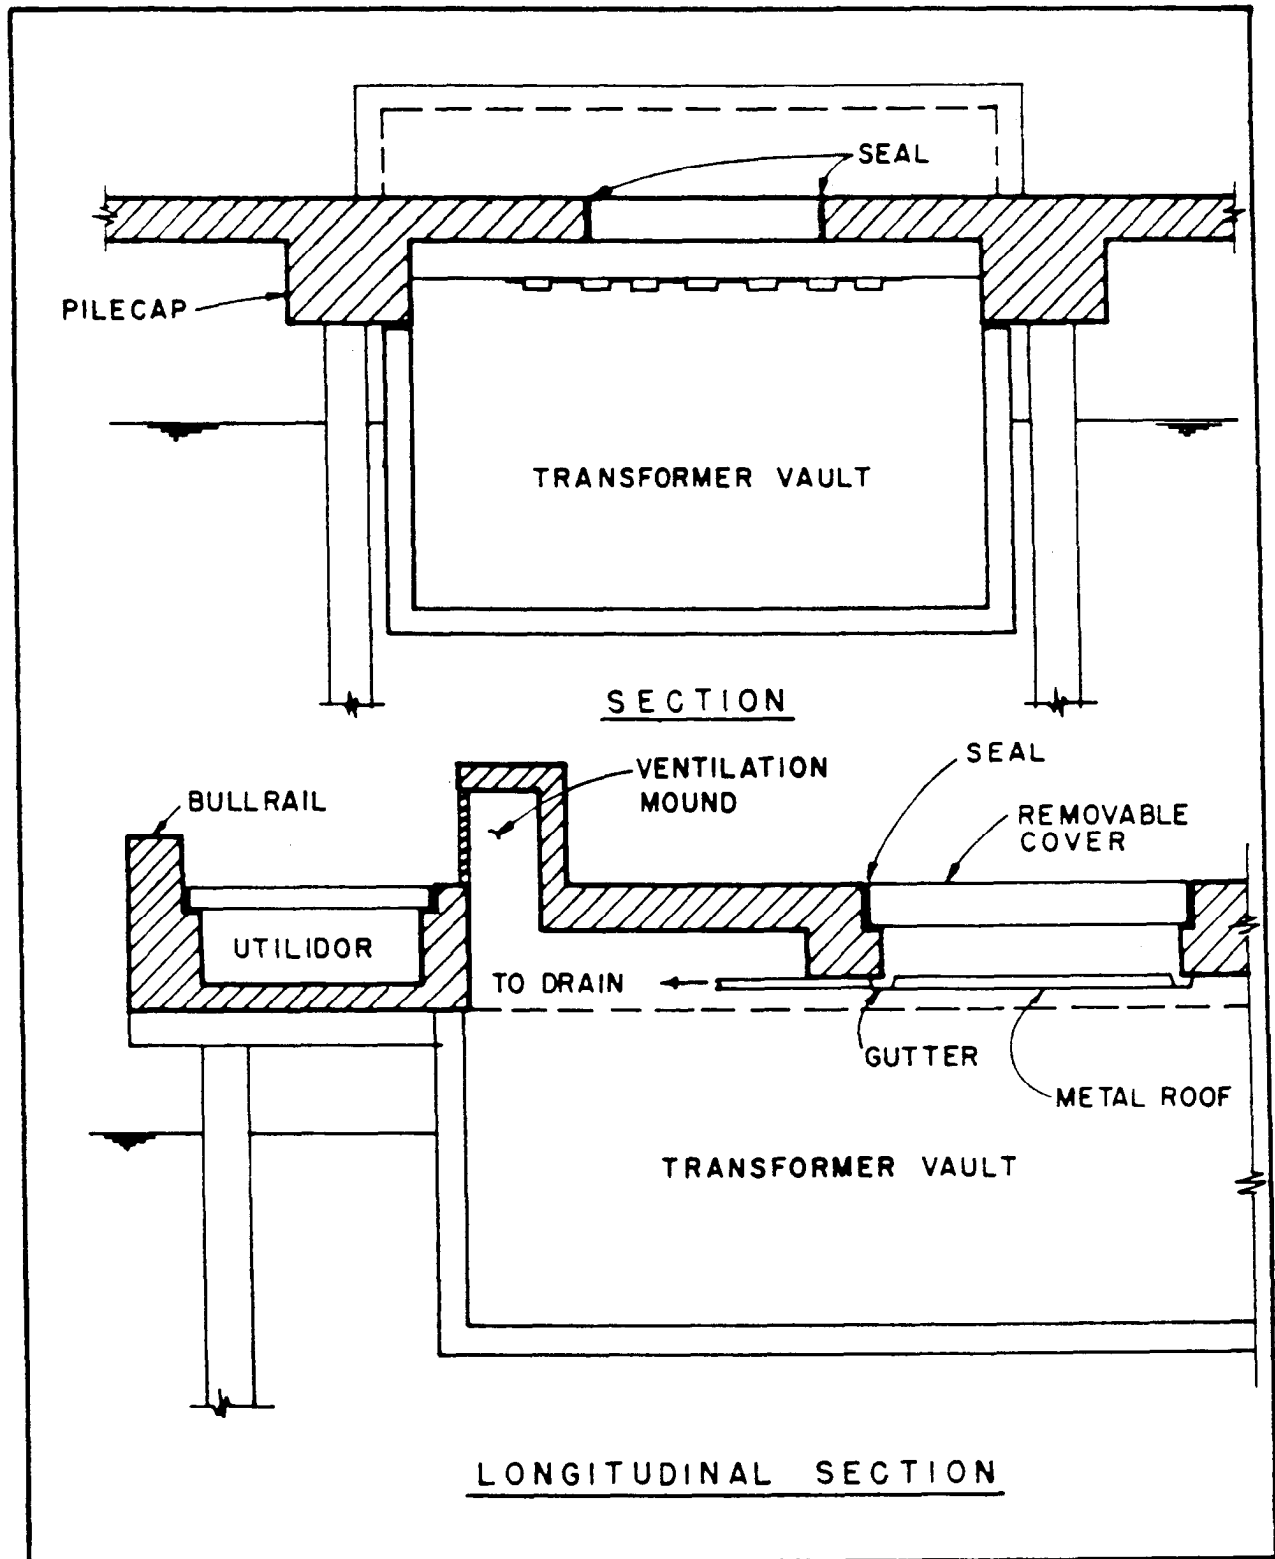 SEAL
PILECAP
TRANSFORMER VAULT
SECTION
SEAL
VENTILATION
MOUND
BULLRAIL
REMOVABLE
COVER
UTILIDOR
TO DRAIN
GUTTER
METAL ROOF
TRANSFORMER VAULT
LONGITUDINAL SECTION